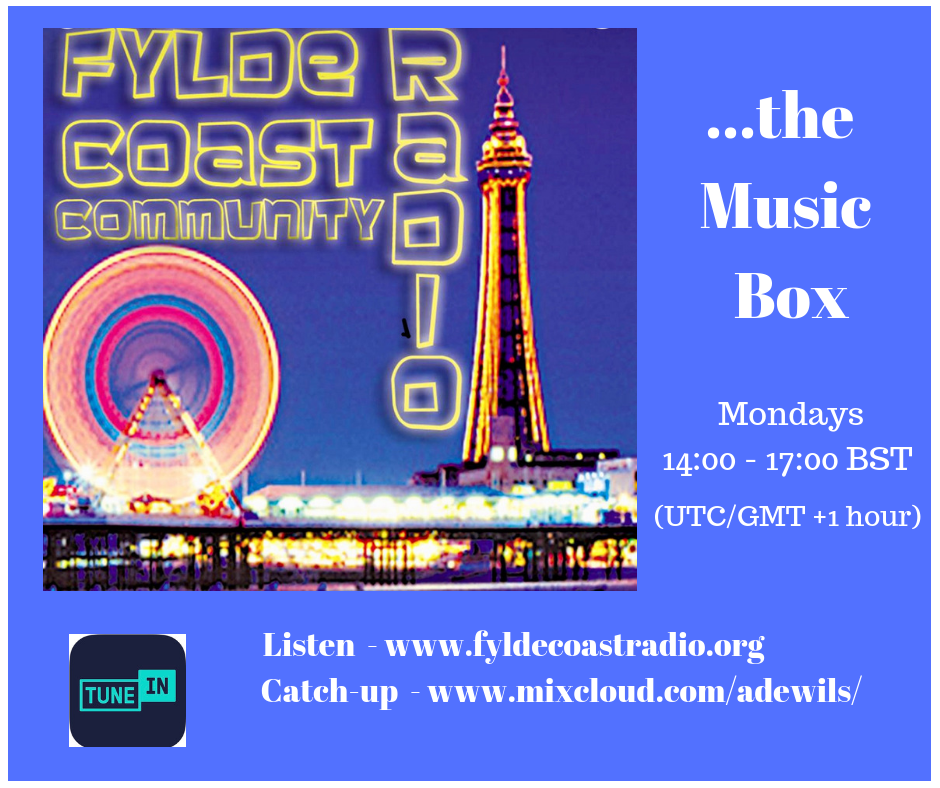 FYLDe
COaST
COMMUNITY
RaDIO
...the
Music
Box
Mondays
14:00 - 17:00 BST
(UTC/GMT +1 hour)
TUNE IN
Listen - www.fyldecoastradio.org
Catch-up - www.mixcloud.com/adewils/